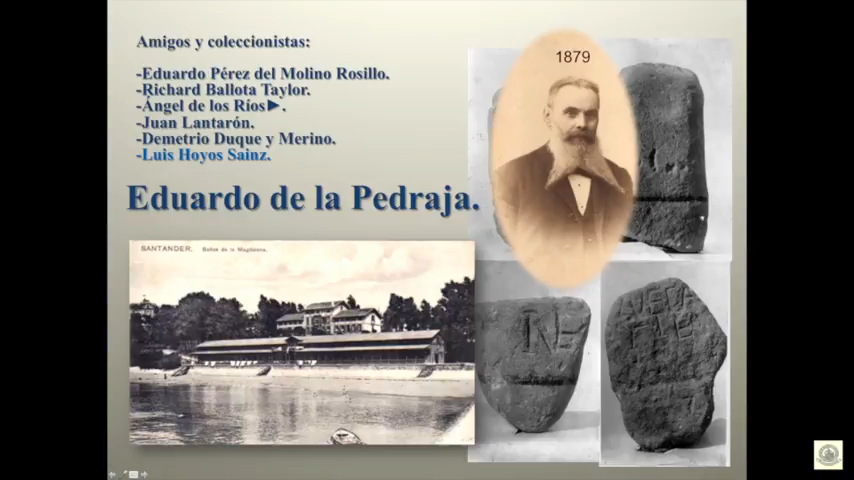 Amigos y coleccionistas:
-Eduardo Pérez del Molino Rosillo.
-Richard Ballota Taylor.
-Ángel de los Ríos►.
-Juan Lantarón.
-Demetrio Duque y Merino.
-Luis Hoyos Sainz.
Eduardo de la Pedraja.
1879
SANTANDER. Baños de la Magdalena.